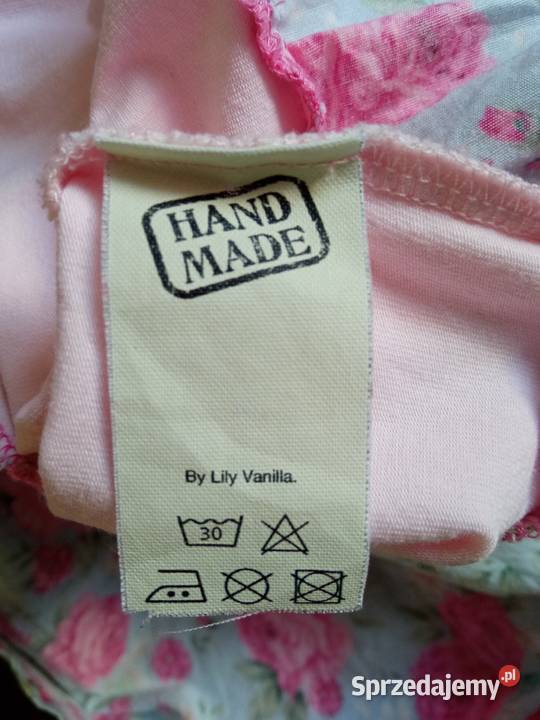 HAND
MADE
By Lily Vanilla.
30
Sprzedajemy.pl